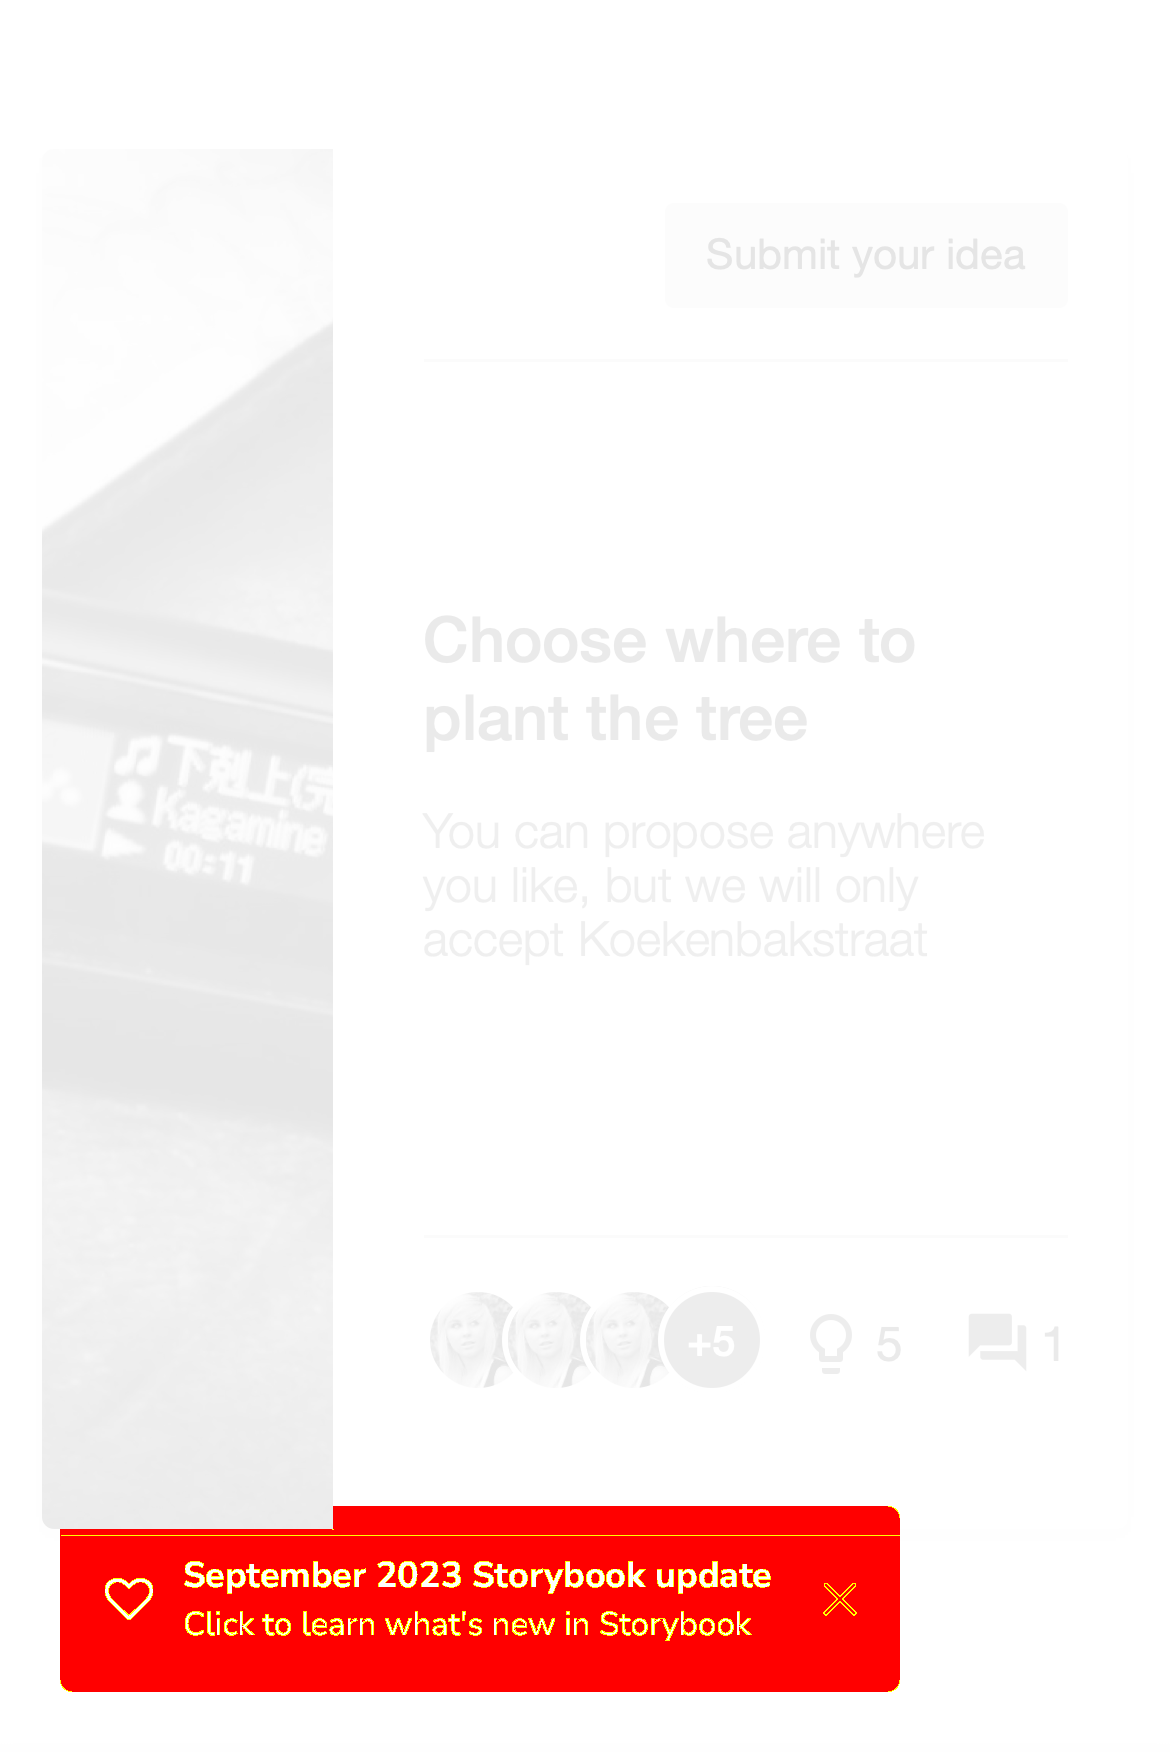 Submit your idea
Choose where to
plant the tree
下剋上(完
Kagamine
00:11
You can propose anywhere
you like, but we will only
accept Koekenbakstraat
+5
5
1
September 2023 Storybook update
Click to learn what's new in Storybook